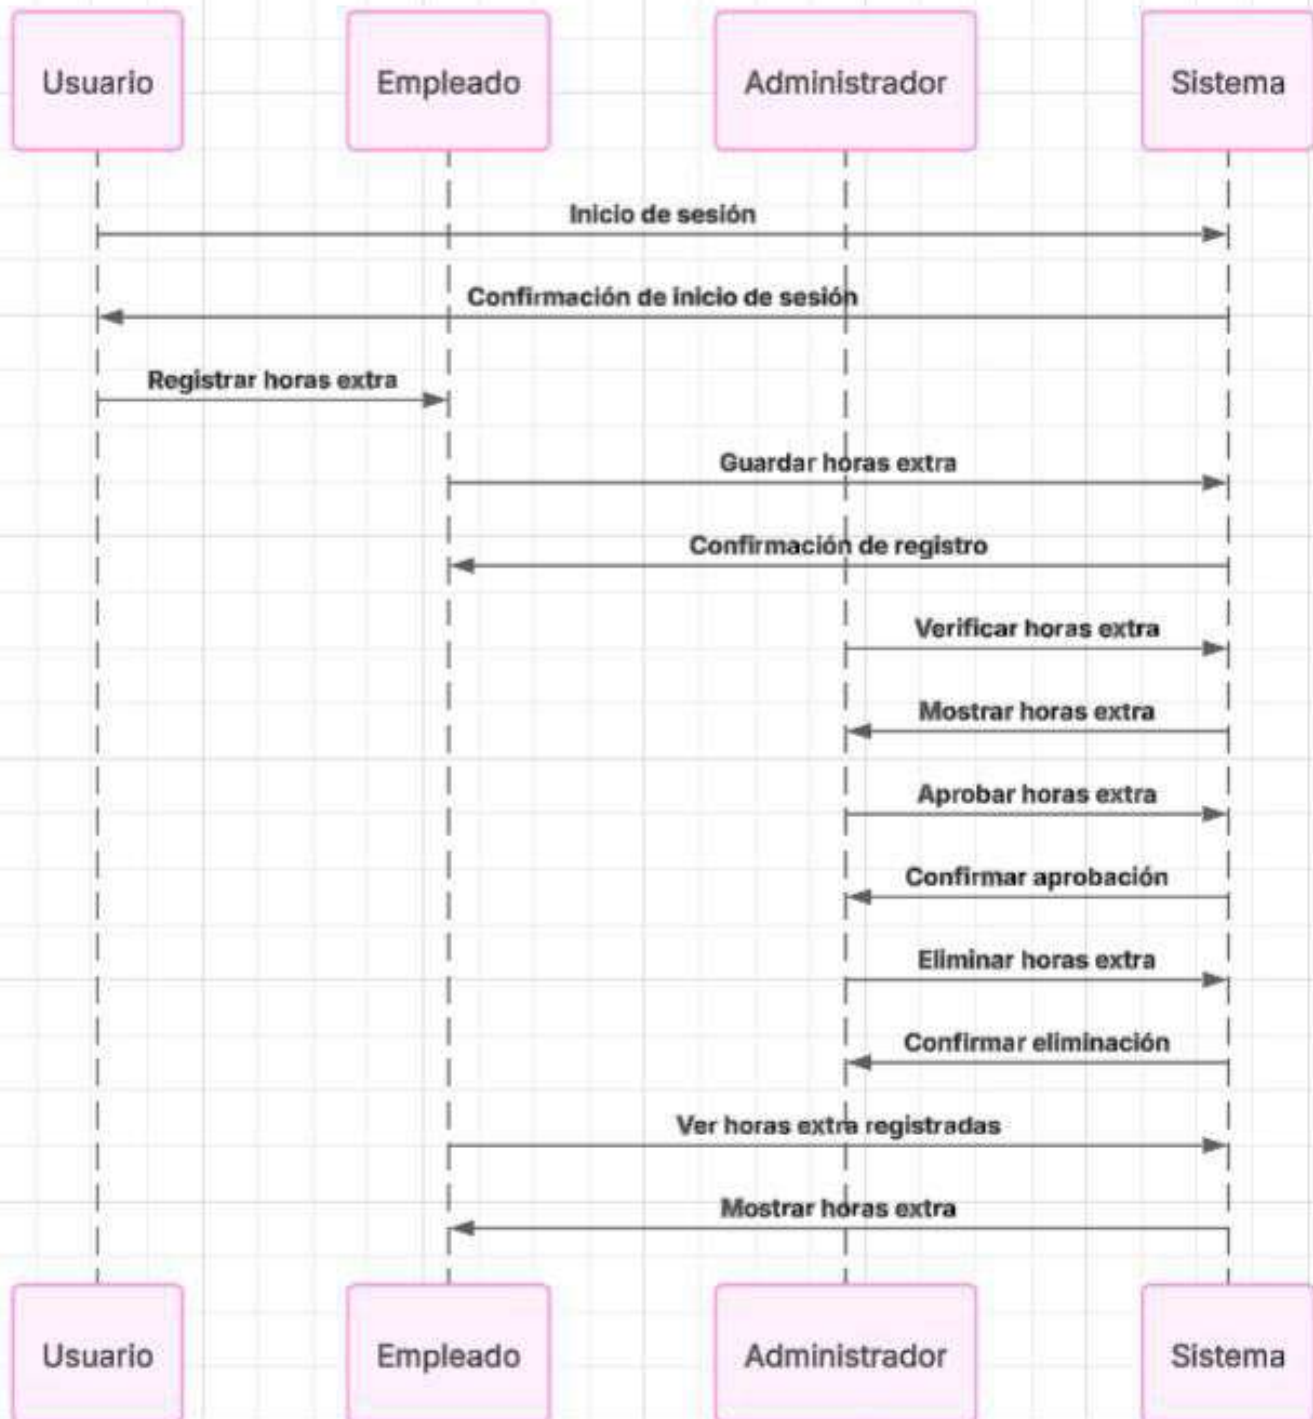 Usuario
Empleado
Administrador
Sistema
Inicio de sesión
Confirmación de inicio de sesión
Registrar horas extra
Guardar horas extra
Confirmación de registro
Verificar horas extra
Mostrar horas extra
Aprobar horas extra
Confirmar aprobación
Eliminar horas extra
Confirmar eliminación
Ver horas extra registradas
Mostrar horas extra
Usuario
Empleado
Administrador
Sistema